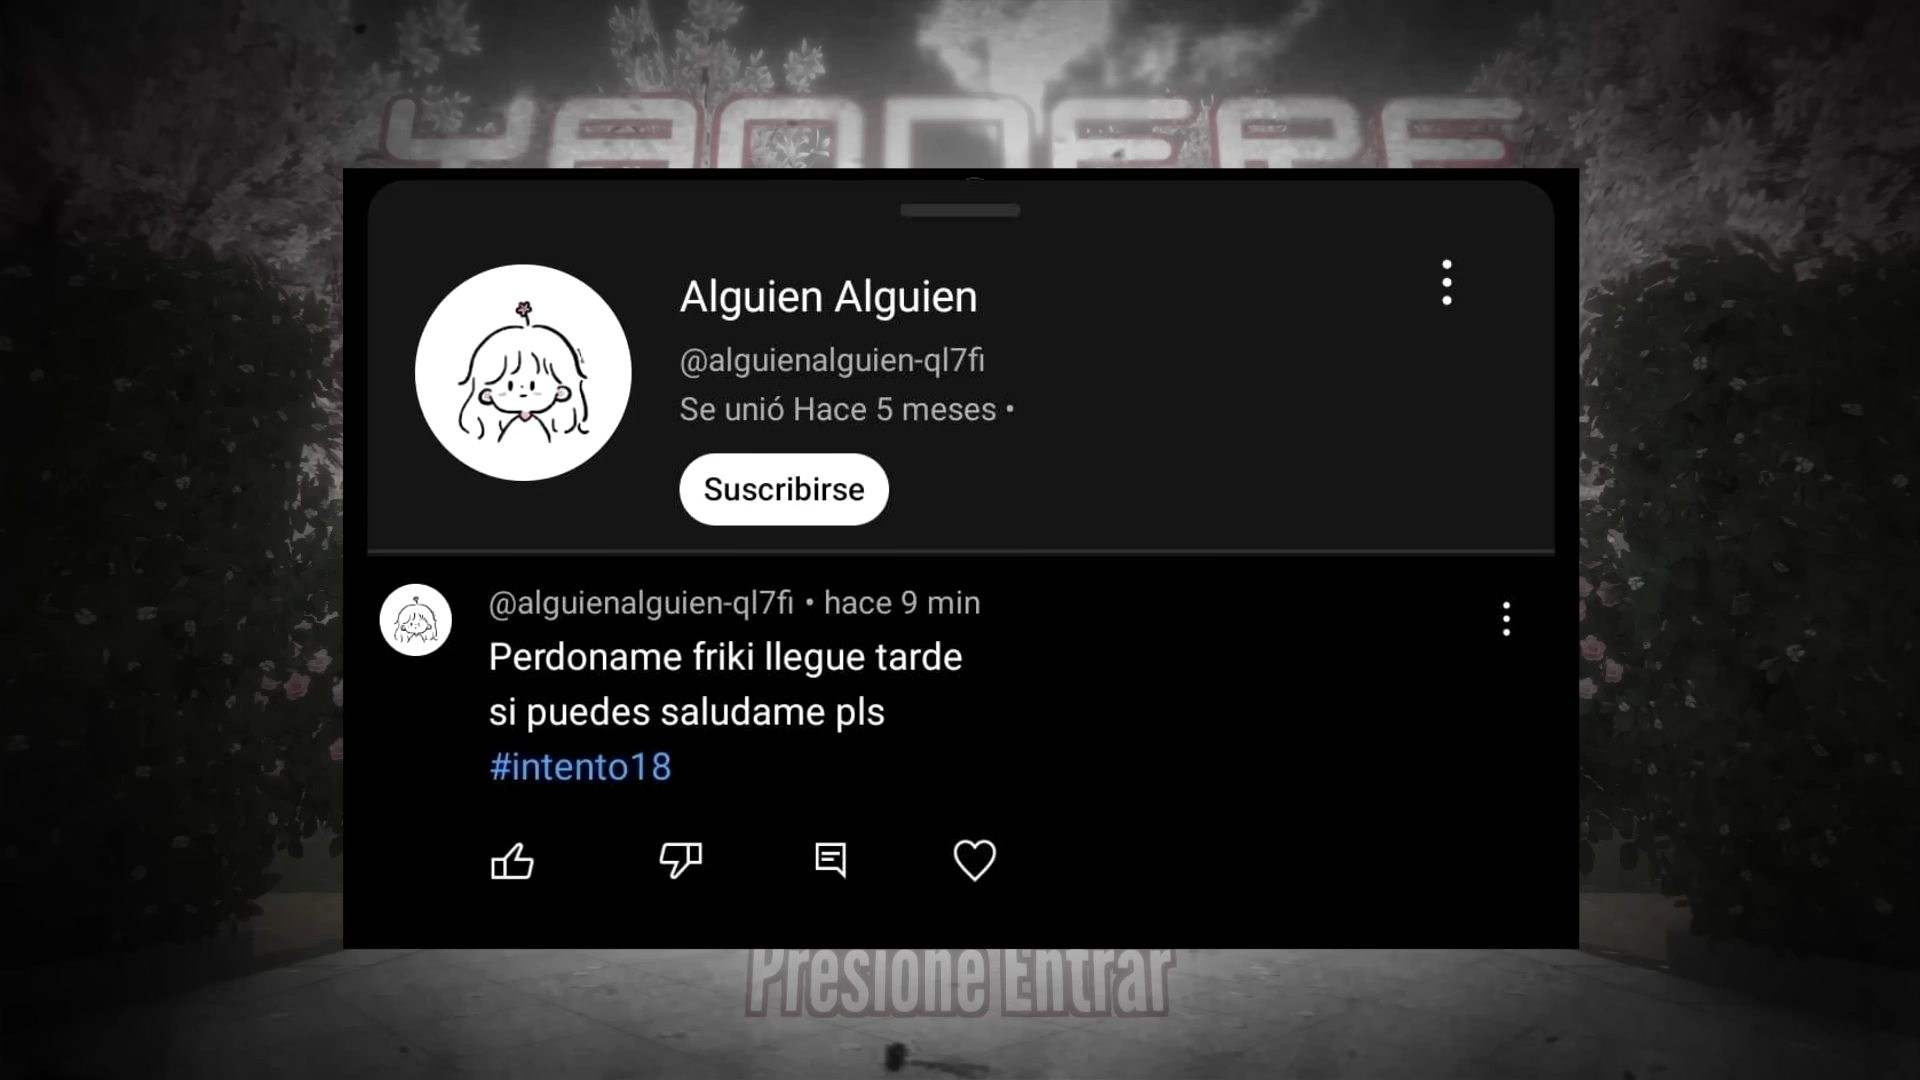 YANDERE
Alguien Alguien
@alguienalguien-ql7fi
Se unió Hace 5 meses •
Suscribirse
@alguienalguien-ql7fi • hace 9 min
Perdoname friki llegue tarde
si puedes saludame pls
#intento18
Presione Entrar